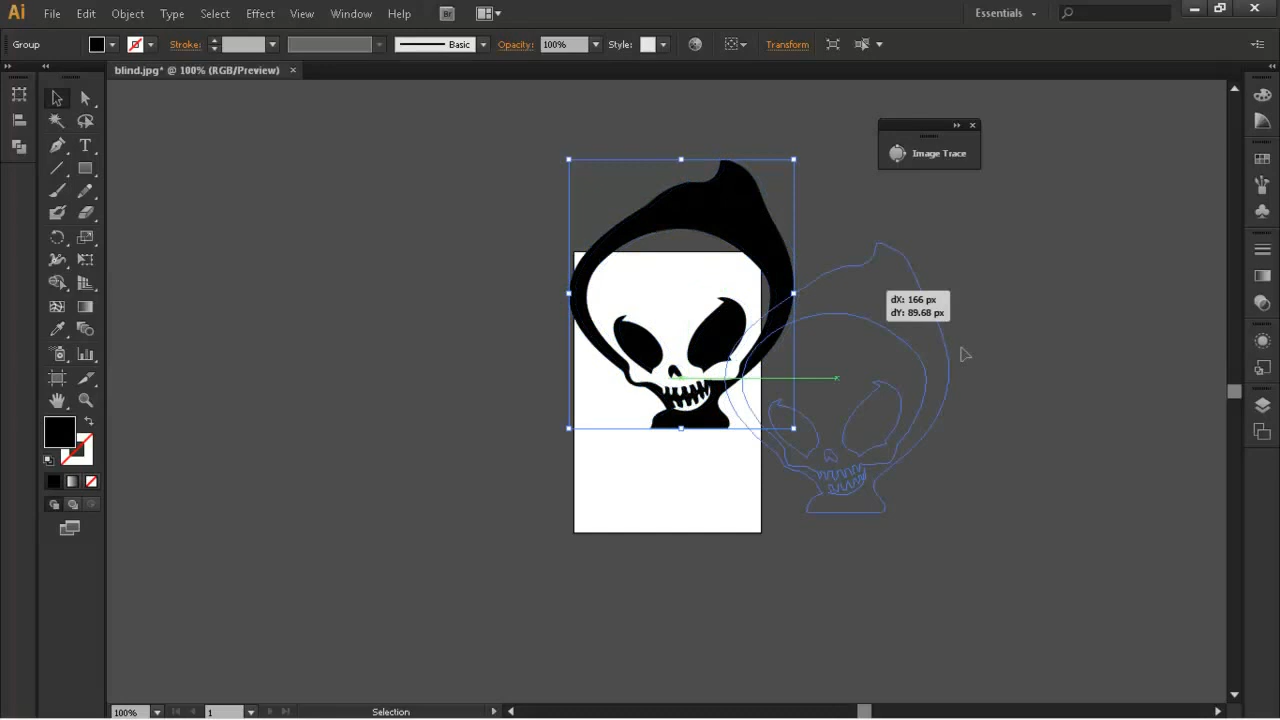 Ai File Edit Object Type Select Effect View Window Help Br Essentials
Group Stroke: Basic Opacity: 100% Style: Transform
blind.jpg* @ 100% (RGB/Preview)
Image Trace
dX: 166 px
dY: 89.68 px
100% 1 Selection